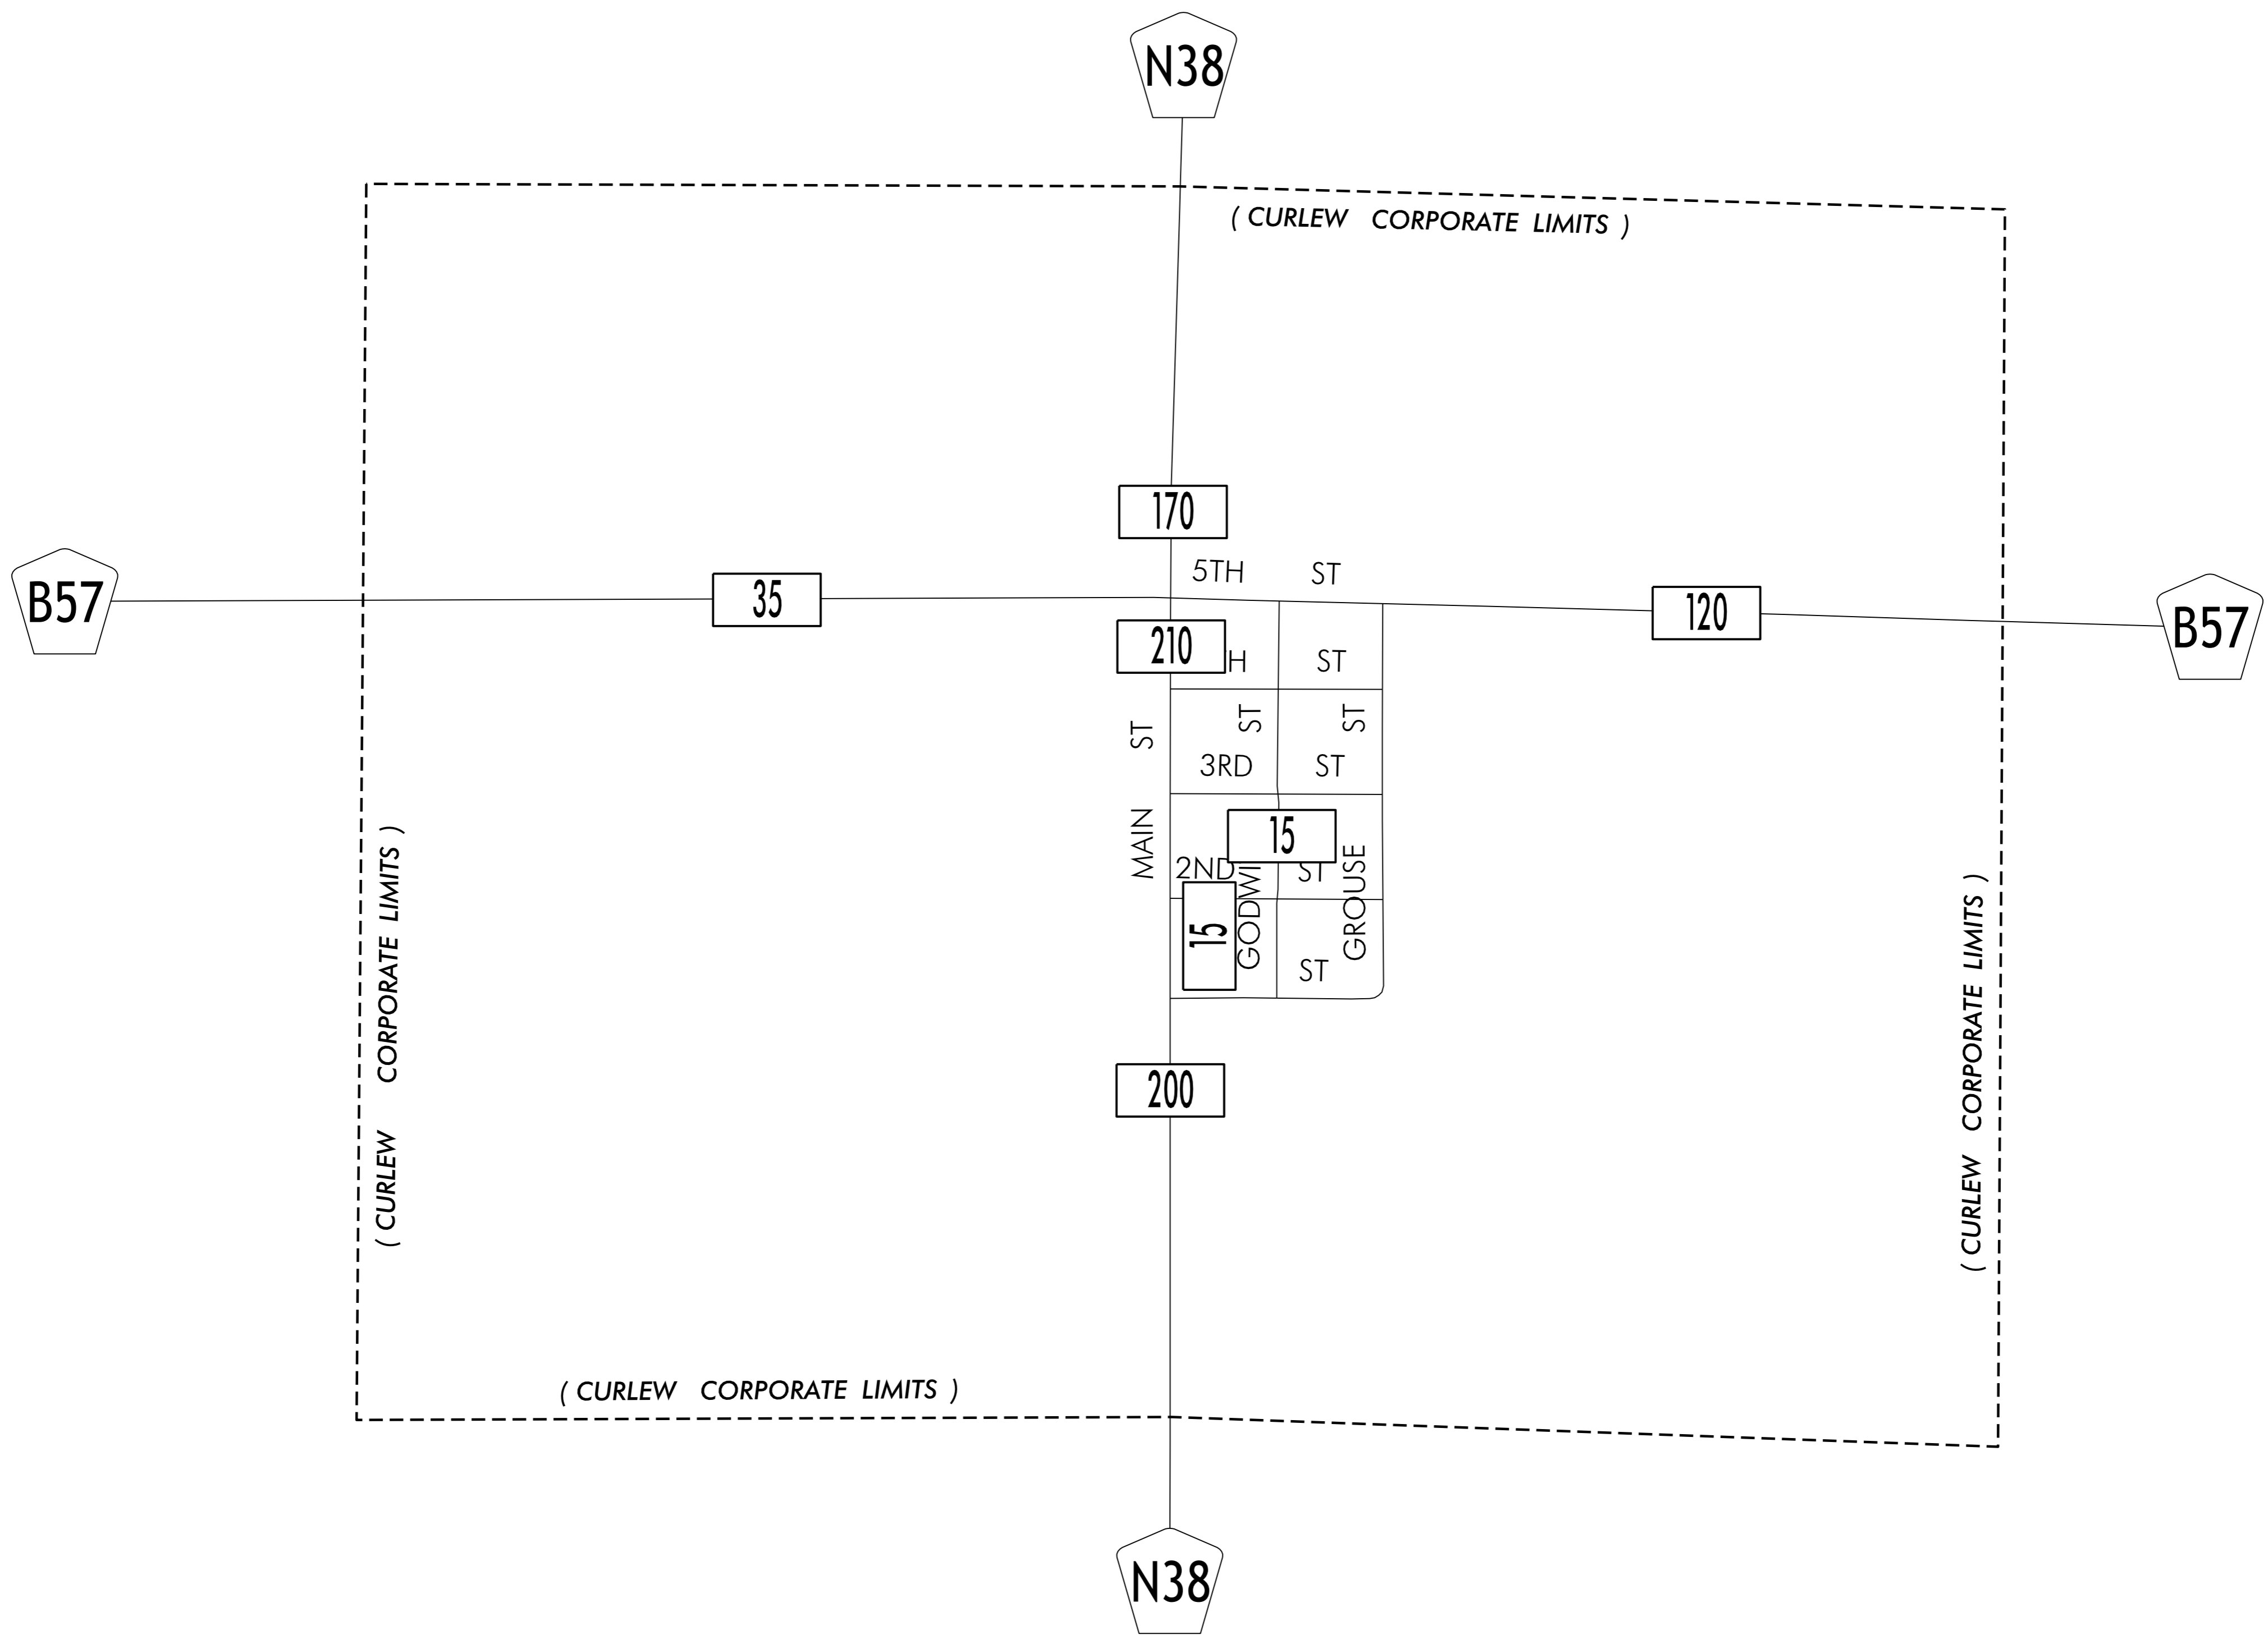 N38
( CURLEW CORPORATE LIMITS )
170
5TH ST
B57
35
120
B57
210
H ST
ST
ST
ST
3RD ST
MAIN
15
2ND ST
GODWI
GROUSE
15
ST
200
( CURLEW CORPORATE LIMITS )
( CURLEW CORPORATE LIMITS )
( CURLEW CORPORATE LIMITS )
N38